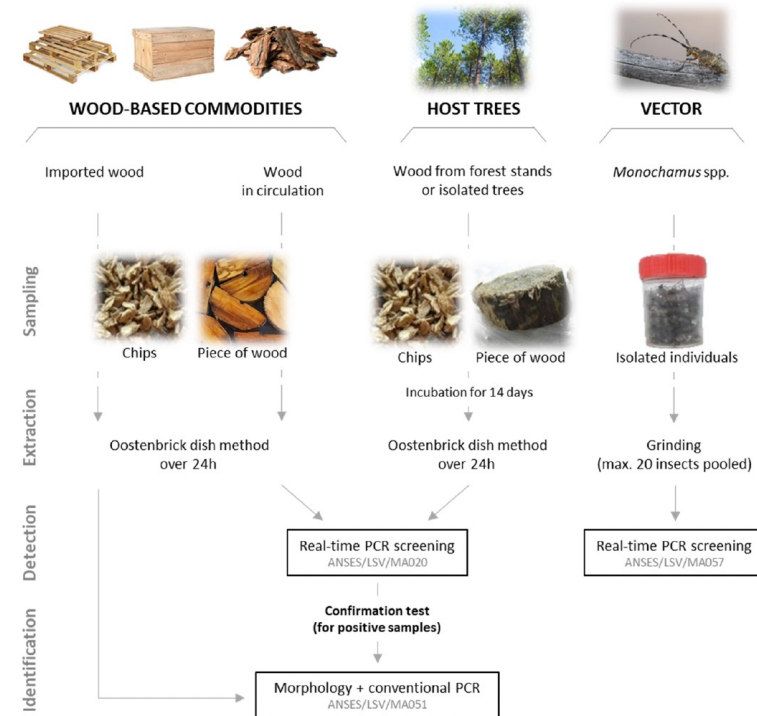 WOOD-BASED COMMODITIES
HOST TREES
VECTOR
Imported wood
Wood
in circulation
Wood from forest stands
or isolated trees
Monochamus spp.
Sampling
Chips
Piece of wood
Chips
Piece of wood
Isolated individuals
Incubation for 14 days
Extraction
Oostenbrick dish method
over 24h
Oostenbrick dish method
over 24h
Grinding
(max. 20 insects pooled)
Detection
Real-time PCR screening
ANSES/LSV/MA020
Real-time PCR screening
ANSES/LSV/MA057
Identification
Confirmation test
(for positive samples)
Morphology + conventional PCR
ANSES/LSV/MA051